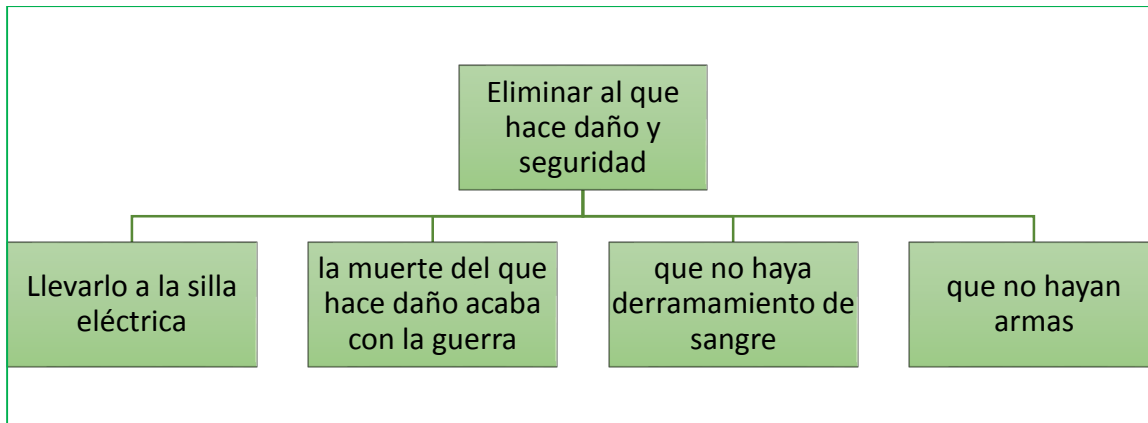 Eliminar al que
hace daño y
seguridad
Llevarlo a la silla
eléctrica
la muerte del que
hace daño acaba
con la guerra
que no haya
derramamiento de
sangre
que no hayan
armas